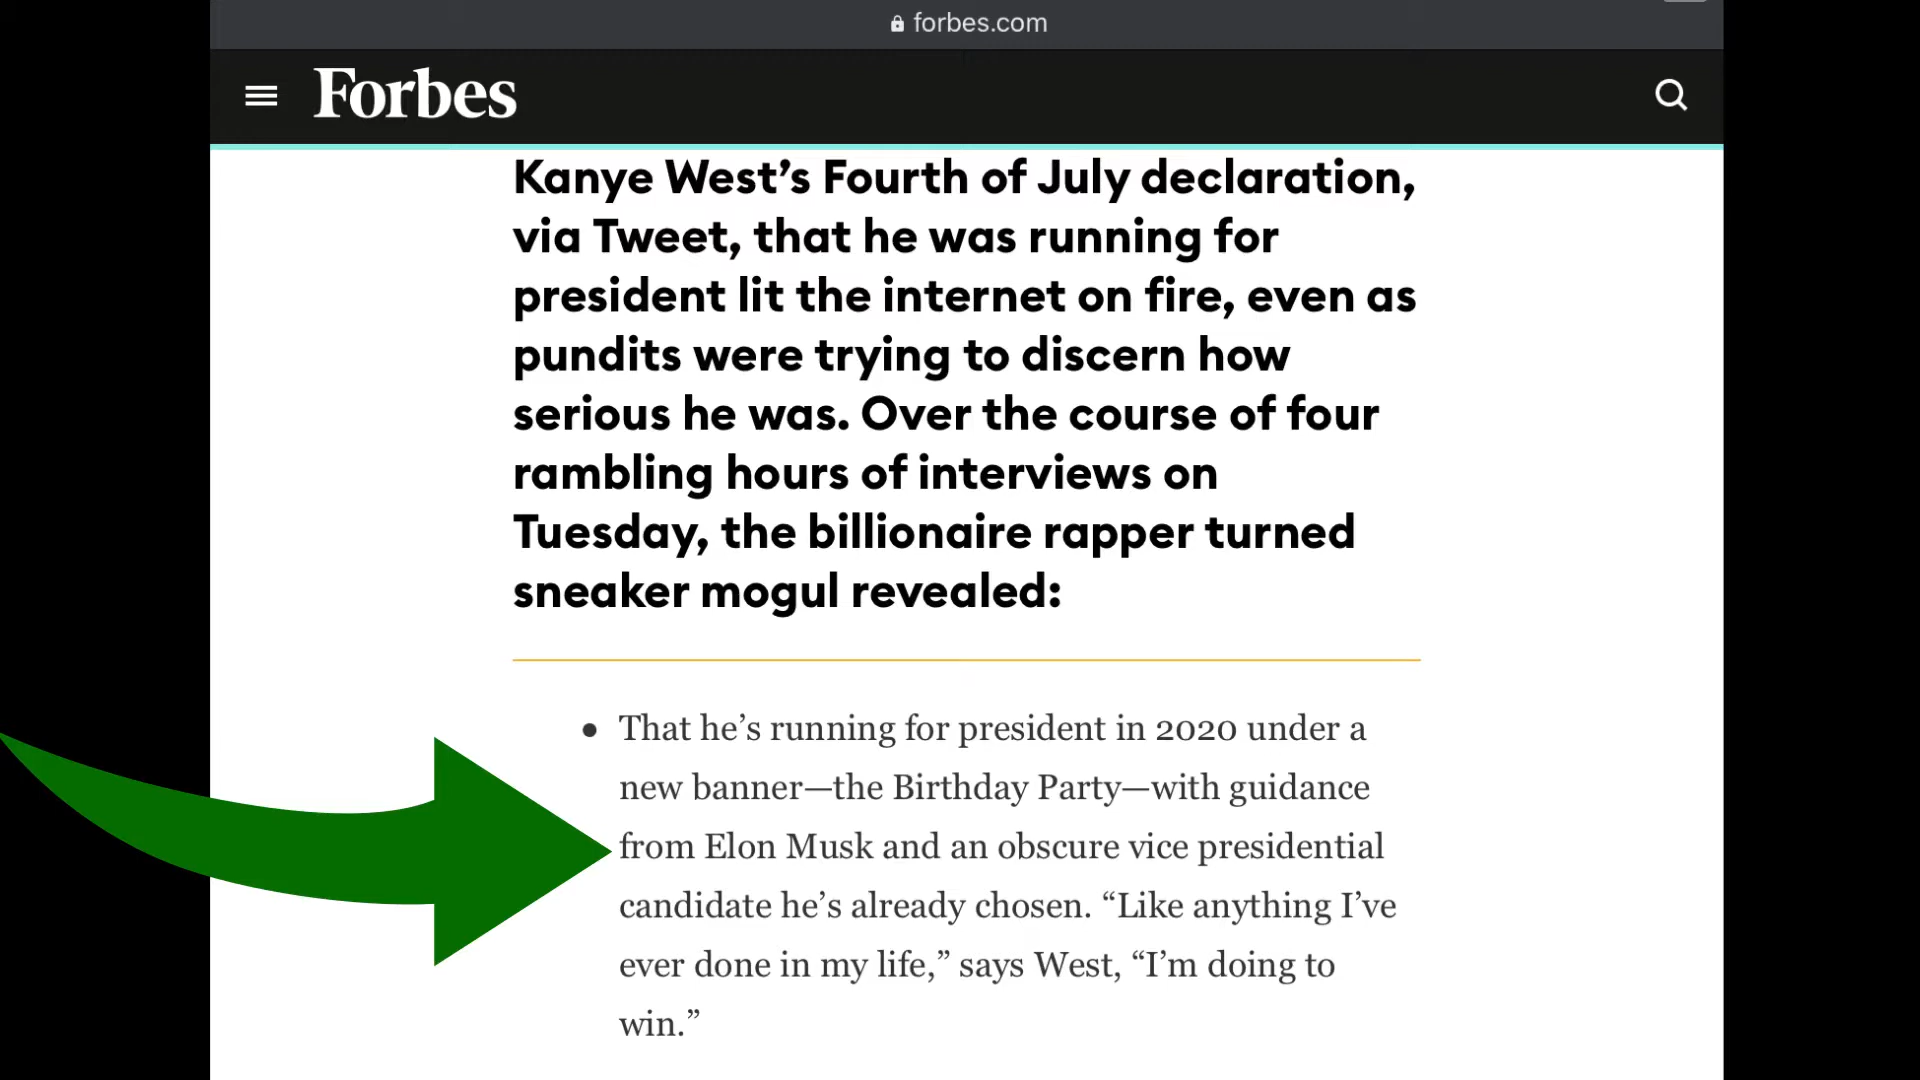 forbes.com
Forbes
Kanye West’s Fourth of July declaration,
via Tweet, that he was running for
president lit the internet on fire, even as
pundits were trying to discern how
serious he was. Over the course of four
rambling hours of interviews on
Tuesday, the billionaire rapper turned
sneaker mogul revealed:
• That he’s running for president in 2020 under a
new banner—the Birthday Party—with guidance
from Elon Musk and an obscure vice presidential
candidate he’s already chosen. “Like anything I’ve
ever done in my life,” says West, “I’m doing to
win.”